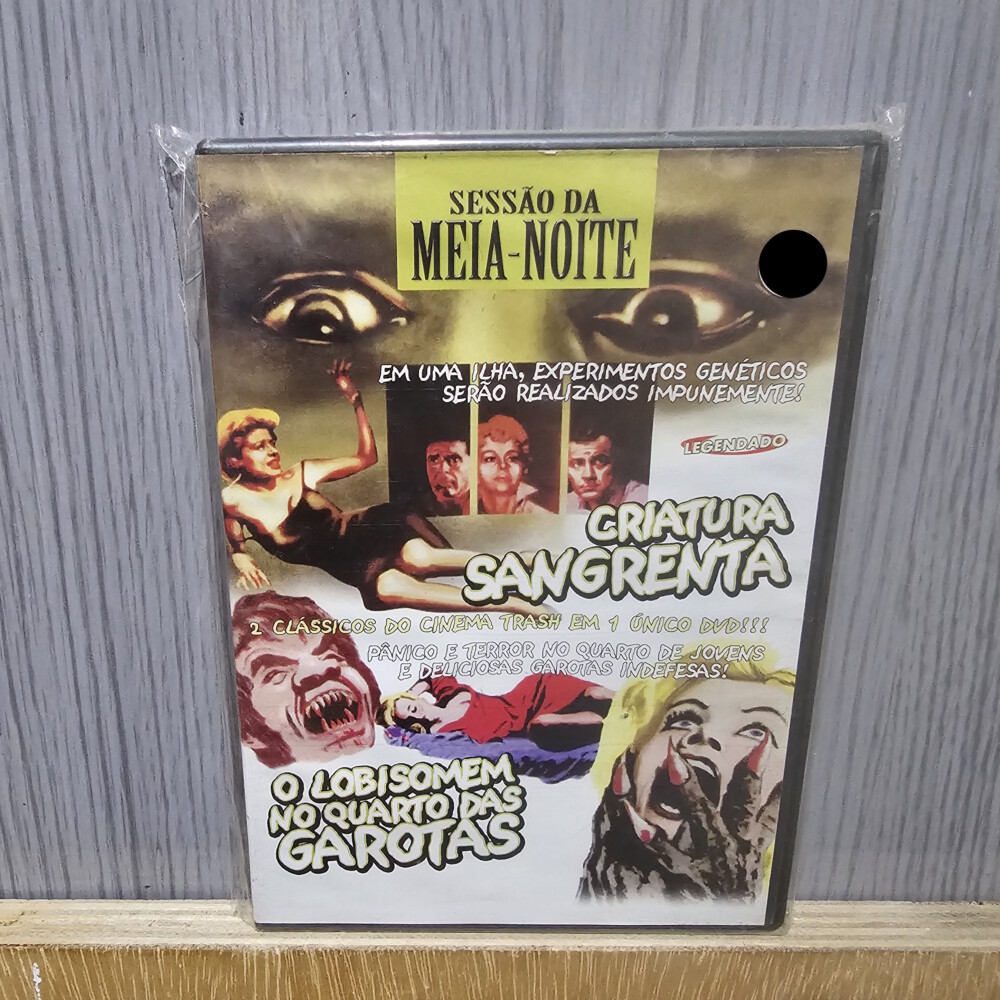 SESSÃO DA
MEIA-NOITE
EM UMA ILHA, EXPERIMENTOS GENÉTICOS
SERÃO REALIZADOS IMPUNEMENTE!
LEGENDADO
CRIATURA
SANGRENTA
2 CLÁSSICOS DO CINEMA TRASH EM 1 ÚNICO DVD!!!
PÂNICO E TERROR NO QUARTO DE JOVENS
E DELICIOSAS GAROTAS INDEFESAS!
O LOBISOMEM
NO QUARTO DAS
GAROTAS